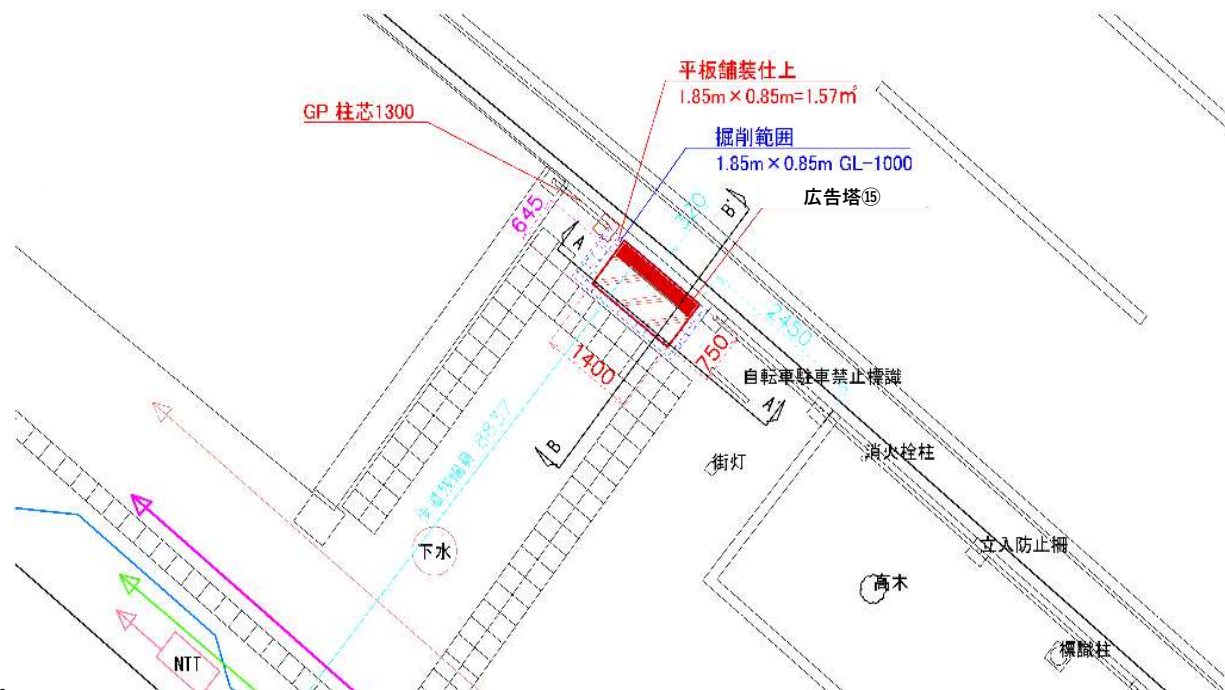 平板舗装仕上
1.85m×0.85m=1.57㎡
GP 柱芯1300
掘削範囲
1.85m×0.85m GL-1000
広告塔⑮
B'
645
A
2450
1400
750
自転車駐車禁止標識
A'
B
街灯
消火栓柱
下水
立入防止柵
高木
NTT
標識柱